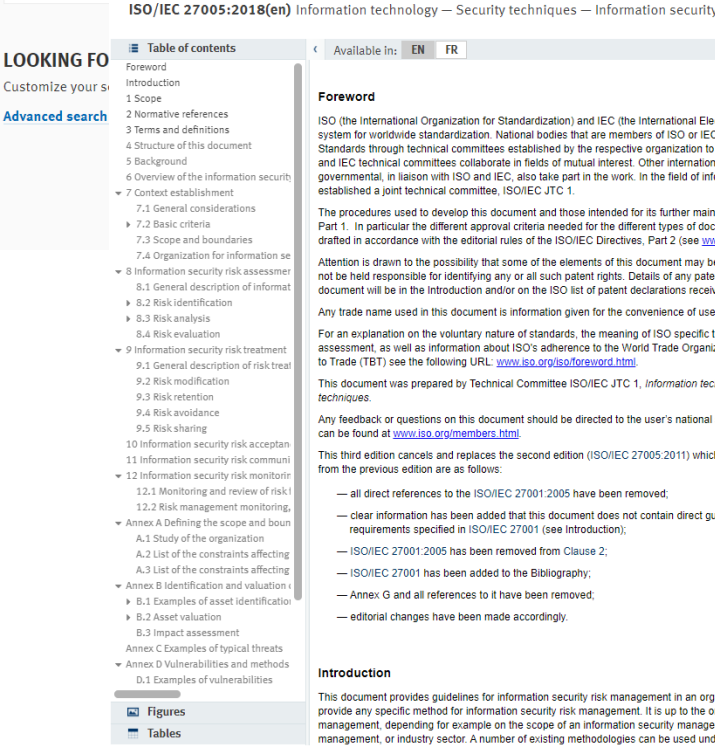 ISO/IEC 27005:2018(en) Information technology — Security techniques — Information security
LOOKING FO
Customize your s
Advanced search
Table of contents
Foreword
Introduction
1 Scope
2 Normative references
3 Terms and definitions
4 Structure of this document
5 Background
6 Overview of the information security
7 Context establishment
7.1 General considerations
7.2 Basic criteria
7.3 Scope and boundaries
7.4 Organization for information se
8 Information security risk assessmen
8.1 General description of informat
8.2 Risk identification
8.3 Risk analysis
8.4 Risk evaluation
9 Information security risk treatment
9.1 General description of risk treat
9.2 Risk modification
9.3 Risk retention
9.4 Risk avoidance
9.5 Risk sharing
10 Information security risk acceptan
11 Information security risk communi
12 Information security risk monitorin
12.1 Monitoring and review of risk f
12.2 Risk management monitoring,
Annex A Defining the scope and boun
A.1 Study of the organization
A.2 List of the constraints affecting
A.3 List of the constraints affecting
Annex B Identification and valuation
B.1 Examples of asset identification
B.2 Asset valuation
B.3 Impact assessment
Annex C Examples of typical threats
Annex D Vulnerabilities and methods
D.1 Examples of vulnerabilities
Figures
Tables
Available in: EN FR
Foreword
ISO (the International Organization for Standardization) and IEC (the International Ele
system for worldwide standardization. National bodies that are members of ISO or IEC
Standards through technical committees established by the respective organization to
and IEC technical committees collaborate in fields of mutual interest. Other internation
governmental, in liaison with ISO and IEC, also take part in the work. In the field of inf
established a joint technical committee, ISO/IEC JTC 1.
The procedures used to develop this document and those intended for its further main
Part 1. In particular the different approval criteria needed for the different types of doc
drafted in accordance with the editorial rules of the ISO/IEC Directives, Part 2 (see ww
Attention is drawn to the possibility that some of the elements of this document may be
not be held responsible for identifying any or all such patent rights. Details of any pate
document will be in the Introduction and/or on the ISO list of patent declarations receiv
Any trade name used in this document is information given for the convenience of use
For an explanation on the voluntary nature of standards, the meaning of ISO specific t
assessment, as well as information about ISO's adherence to the World Trade Organiz
to Trade (TBT) see the following URL: www.iso.org/iso/foreword.html.
This document was prepared by Technical Committee ISO/IEC JTC 1, Information tec
techniques.
Any feedback or questions on this document should be directed to the user's national
can be found at www.iso.org/members.html.
This third edition cancels and replaces the second edition (ISO/IEC 27005:2011) which
from the previous edition are as follows:
— all direct references to the ISO/IEC 27001:2005 have been removed;
— clear information has been added that this document does not contain direct gu
requirements specified in ISO/IEC 27001 (see Introduction);
— ISO/IEC 27001:2005 has been removed from Clause 2;
— ISO/IEC 27001 has been added to the Bibliography;
— Annex G and all references to it have been removed;
— editorial changes have been made accordingly.
Introduction
This document provides guidelines for information security risk management in an org
provide any specific method for information security risk management. It is up to the o
management, depending for example on the scope of an information security manage
management, or industry sector. A number of existing methodologies can be used und